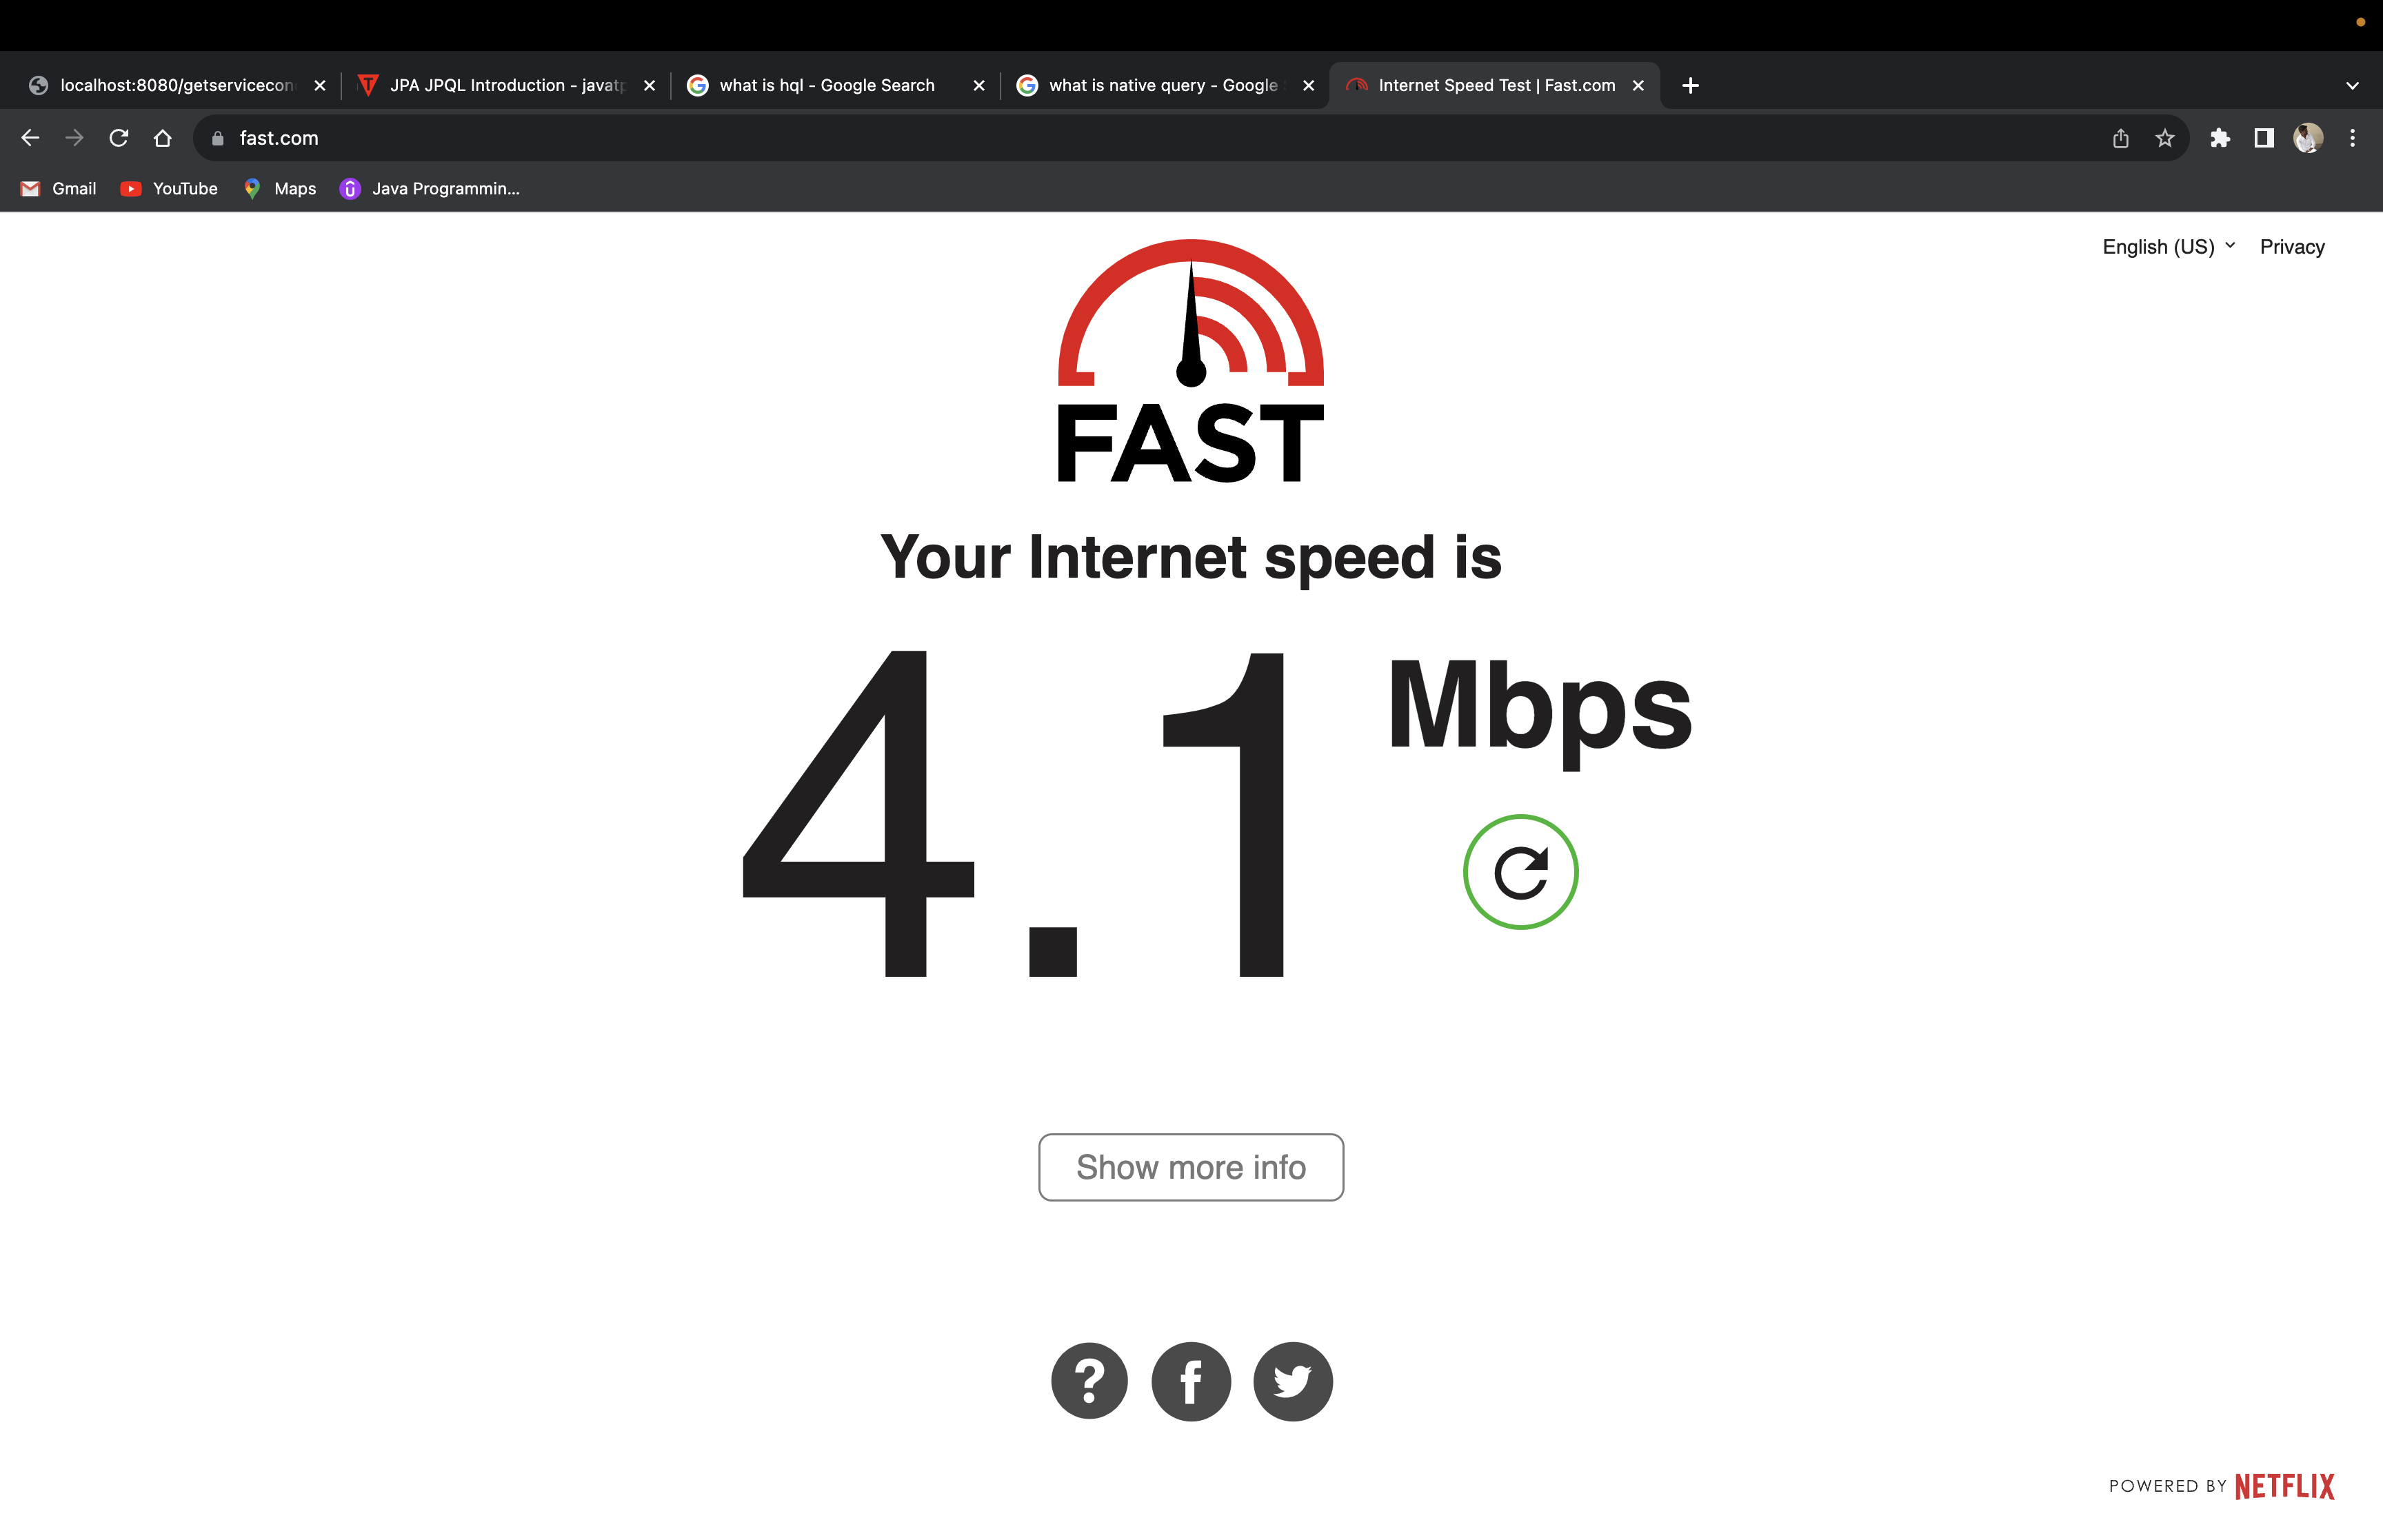 localhost:8080/getservicecon
JPA JPQL Introduction - javatp
what is hql - Google Search
what is native query - Google
Internet Speed Test | Fast.com
fast.com
Gmail
YouTube
Maps
Java Programmin...
English (US)
Privacy
FAST
Your Internet speed is
4.1 Mbps
Show more info
POWERED BY NETFLIX